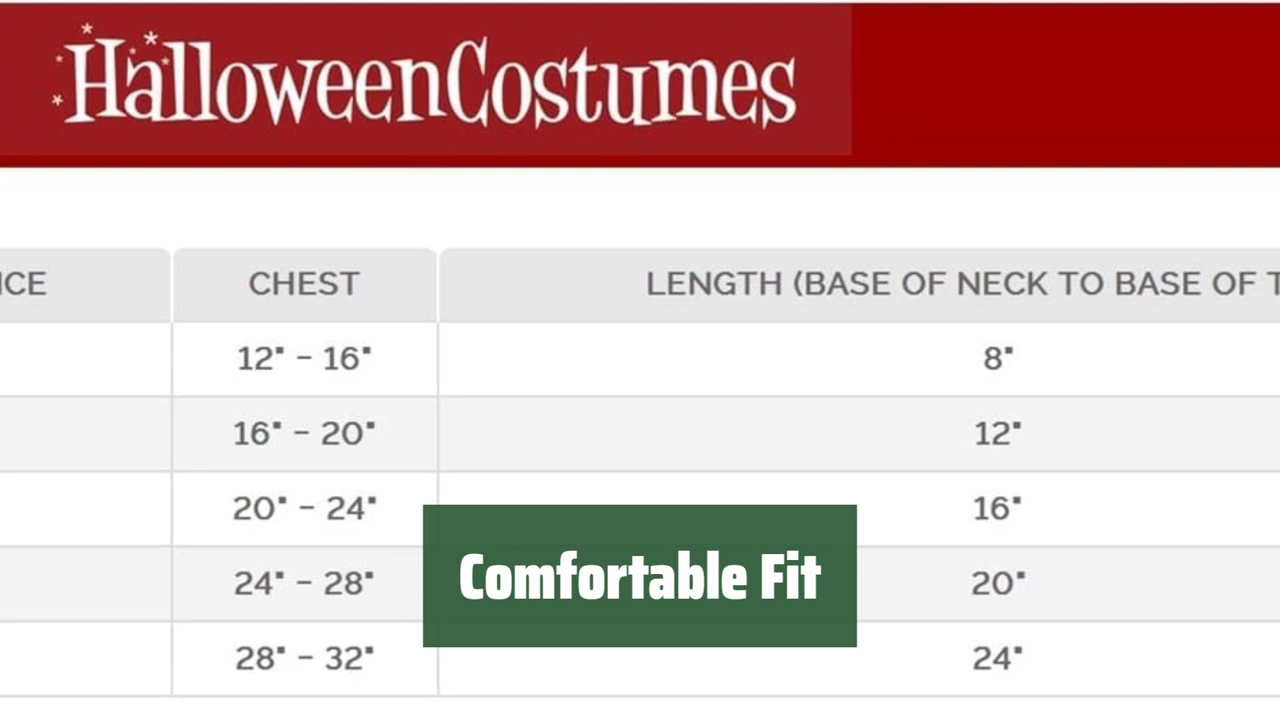 HalloweenCostumes
CHEST
LENGTH (BASE OF NECK TO BASE OF
12" – 16"
8"
16" – 20"
12"
20" – 24"
16"
24" – 28"
20"
28" – 32"
24"
Comfortable Fit